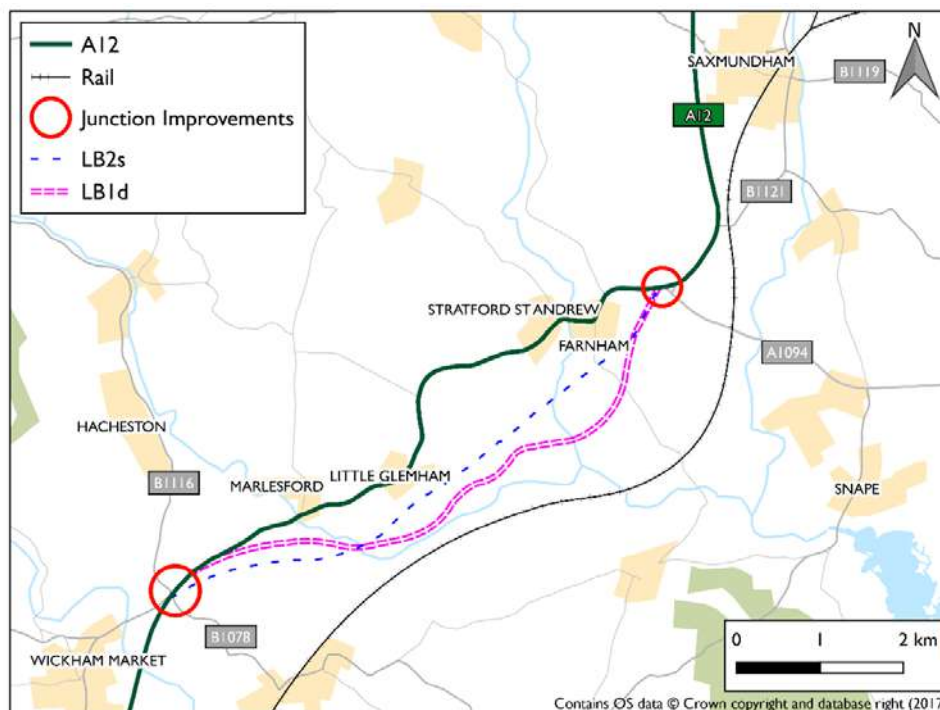 A12
Rail
Junction Improvements
LB2s
LB1d
N
SAXMUNDHAM
B1119
A12
B1121
STRATFORD ST ANDREW
FARNHAM
A1094
HACHESTON
B1116
MARLESFORD
LITTLE GLEMHAM
SNAPE
B1078
WICKHAM MARKET
0 1 2 km
Contains OS data © Crown copyright and database right (2017